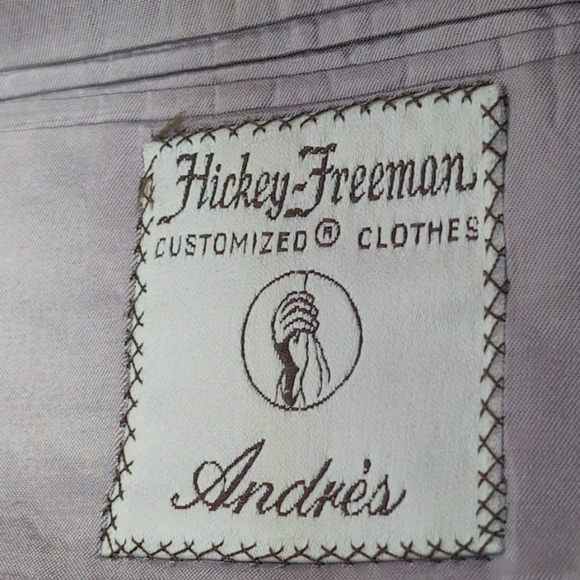 Hickey-Freeman
CUSTOMIZED® CLOTHES
Andrés